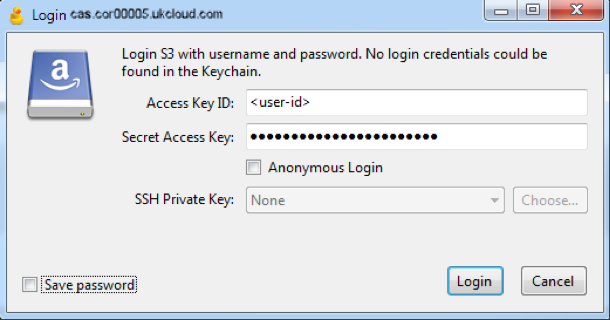 Login cas.cor00005.ukcloud.com
Login S3 with username and password. No login credentials could be
found in the Keychain.
Access Key ID: <user-id>
Secret Access Key: ●●●●●●●●●●●●●●●●●●●●●●●
Anonymous Login
SSH Private Key: None Choose...
Save password Login Cancel